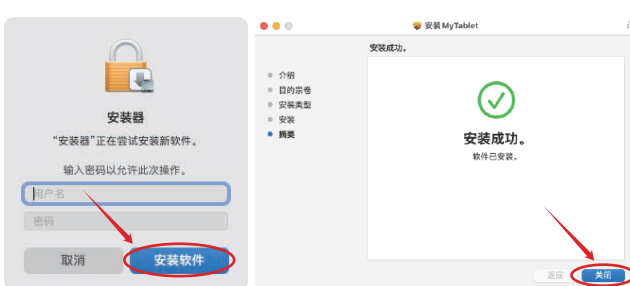 安装器
“安装器”正在尝试安装新软件。
输入密码以允许此次操作。
用户名
密码
取消
安装软件
安装 MyTablet
安装成功。
介绍
目的宗卷
安装类型
安装
摘要
安装成功。
软件已安装。
返回
关闭